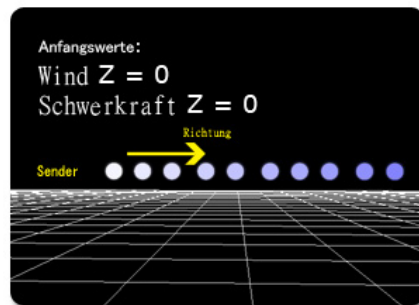 Anfangswerte:
Wind Z = 0
Schwerkraft Z = 0
Richtung
Sender